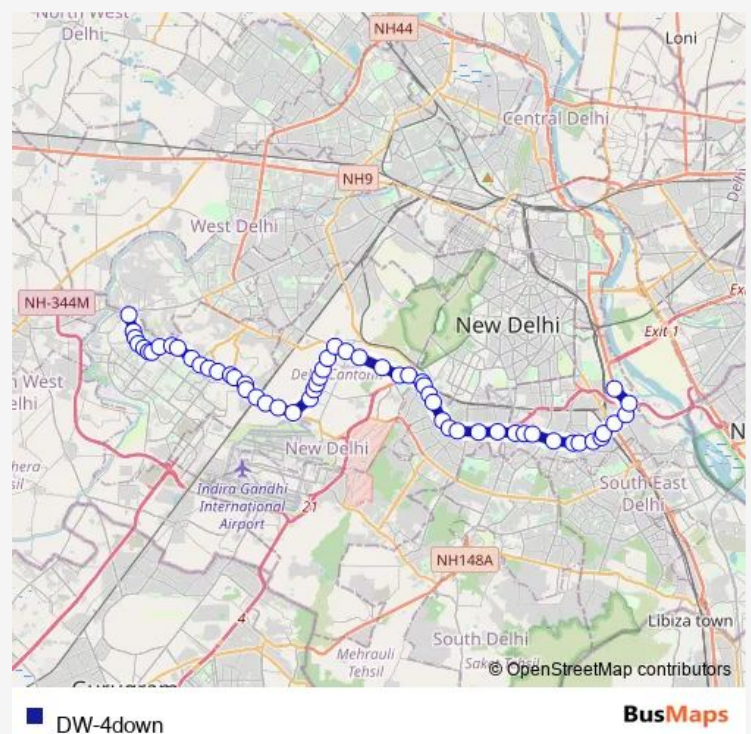 North West
Delhi
NH44
Loni
Central Delhi
NH9
Delhi
West Delhi
NH-344M
New Delhi
Exit 1
West
elhi
New Delhi
N
Indira Gandhi
International
Airport
21
South East
Delhi
NH148A
4
South Delhi
Libiza town
Mehrauli
Tehsil
© OpenStreetMap contributors
DW-4down
BusMaps